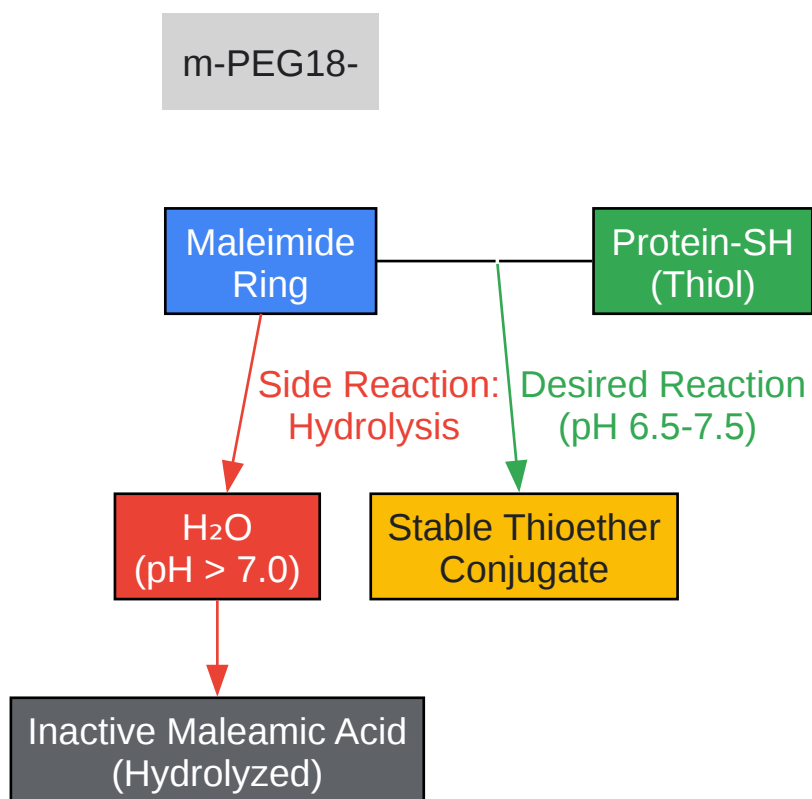 m-PEG18-
Maleimide
Ring
Protein-SH
(Thiol)
Side Reaction:
Hydrolysis
Desired Reaction
(pH 6.5-7.5)
H₂O
(pH > 7.0)
Stable Thioether
Conjugate
Inactive Maleamic Acid
(Hydrolyzed)